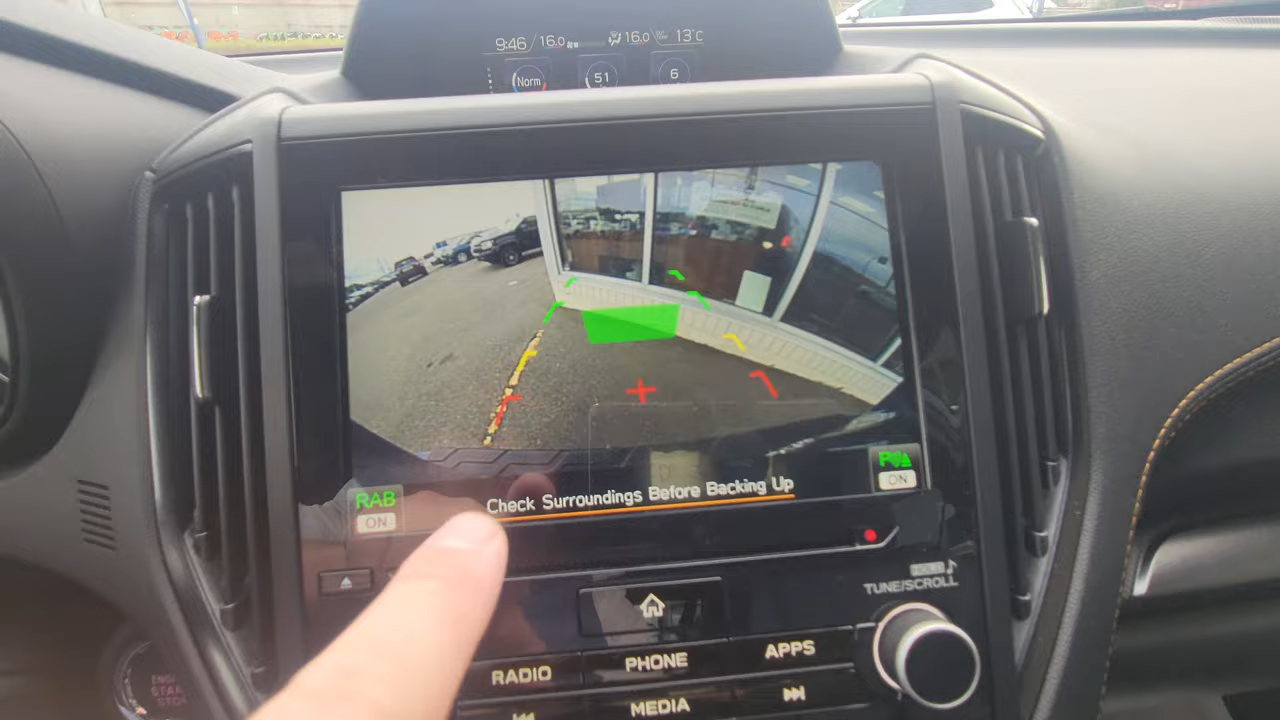 9:46 16.0 16.0 13°C
Norm 51 6
RAB
ON
ON
Check Surroundings Before Backing Up
TUNE/SCROLL
RADIO PHONE APPS
MEDIA